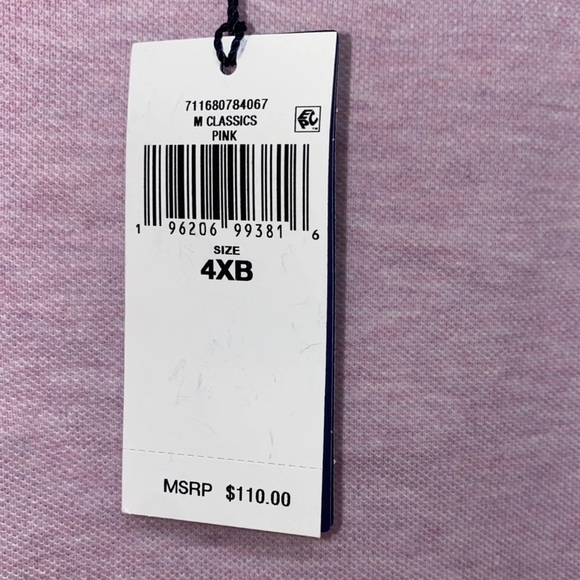 711680784067
M CLASSICS
PINK
1 96206 99381 6
SIZE
4XB
MSRP $110.00